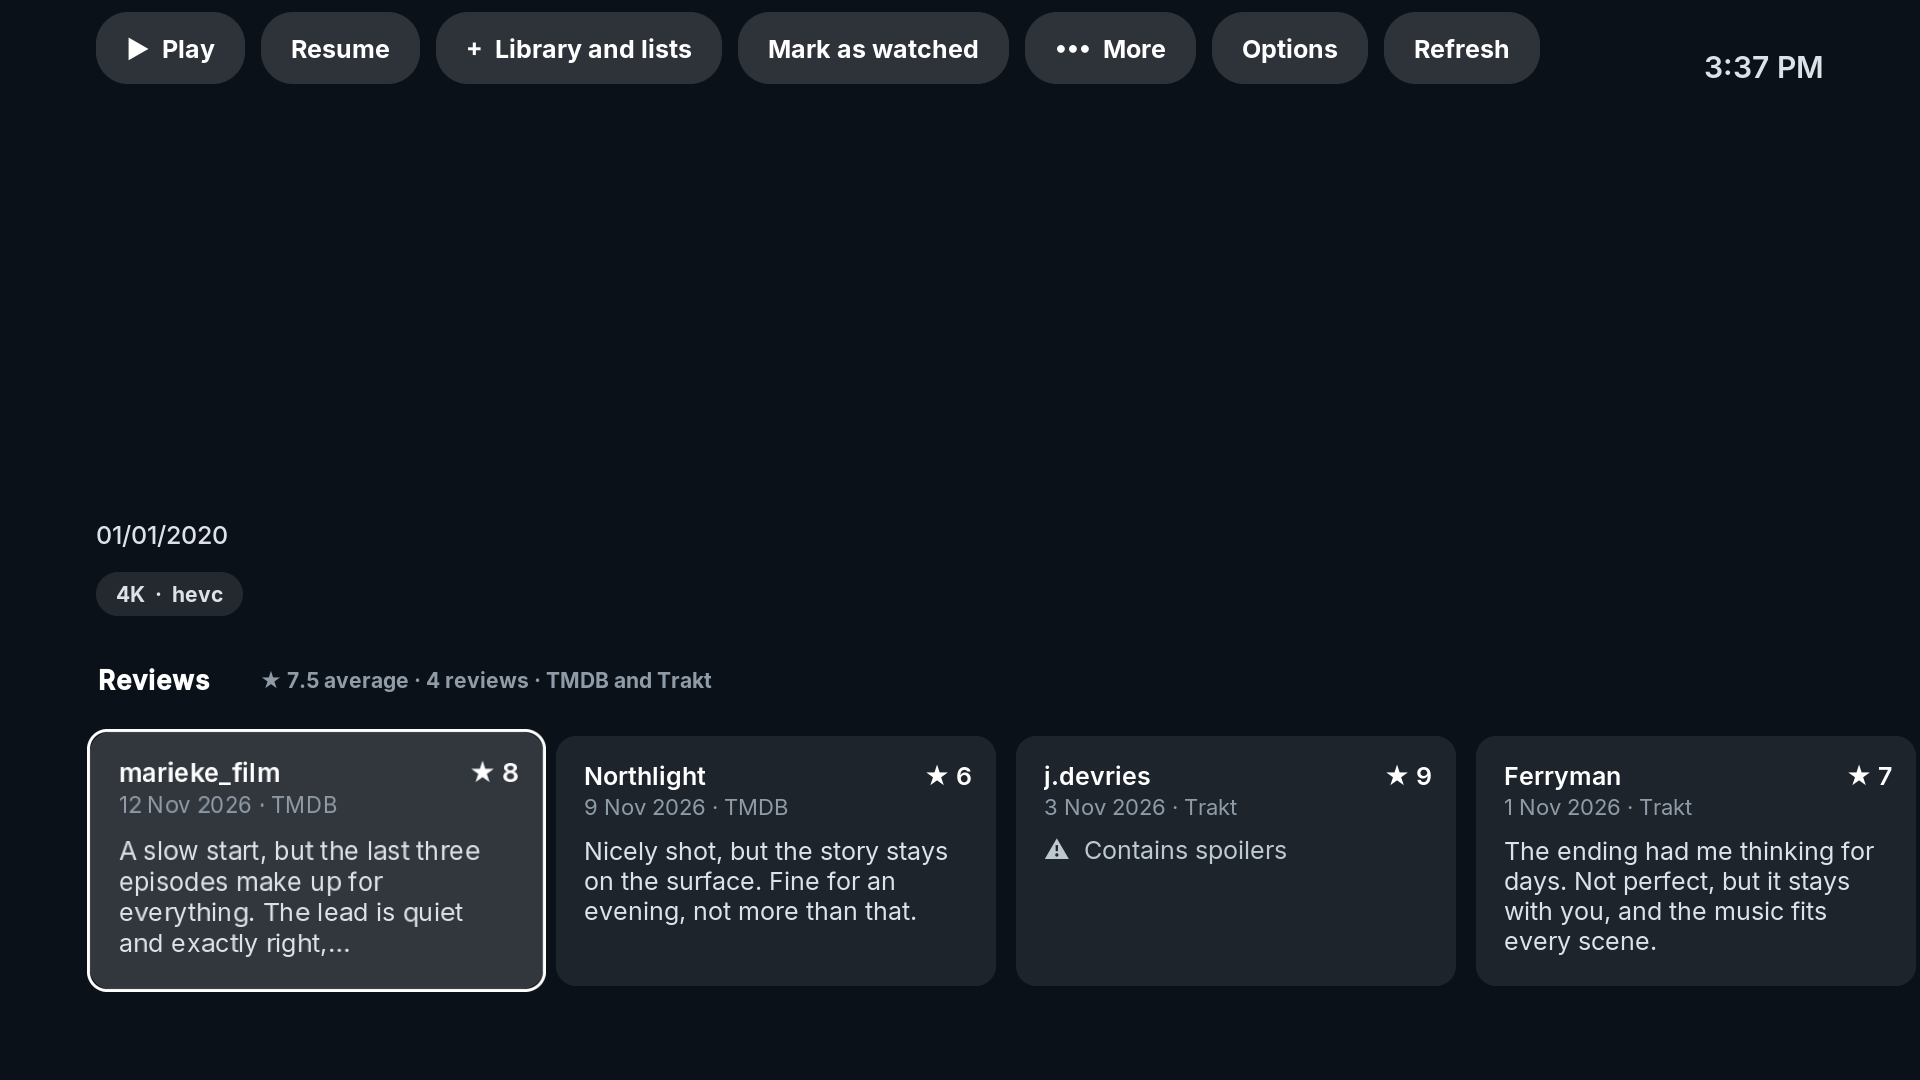 ▶ Play Resume + Library and lists Mark as watched ••• More Options Refresh
3:37 PM
01/01/2020
4K · hevc
Reviews ★ 7.5 average · 4 reviews · TMDB and Trakt
marieke_film ★ 8
12 Nov 2026 · TMDB
A slow start, but the last three
episodes make up for
everything. The lead is quiet
and exactly right,...
Northlight ★ 6
9 Nov 2026 · TMDB
Nicely shot, but the story stays
on the surface. Fine for an
evening, not more than that.
j.devries ★ 9
3 Nov 2026 · Trakt
⚠ Contains spoilers
Ferryman ★ 7
1 Nov 2026 · Trakt
The ending had me thinking for
days. Not perfect, but it stays
with you, and the music fits
every scene.